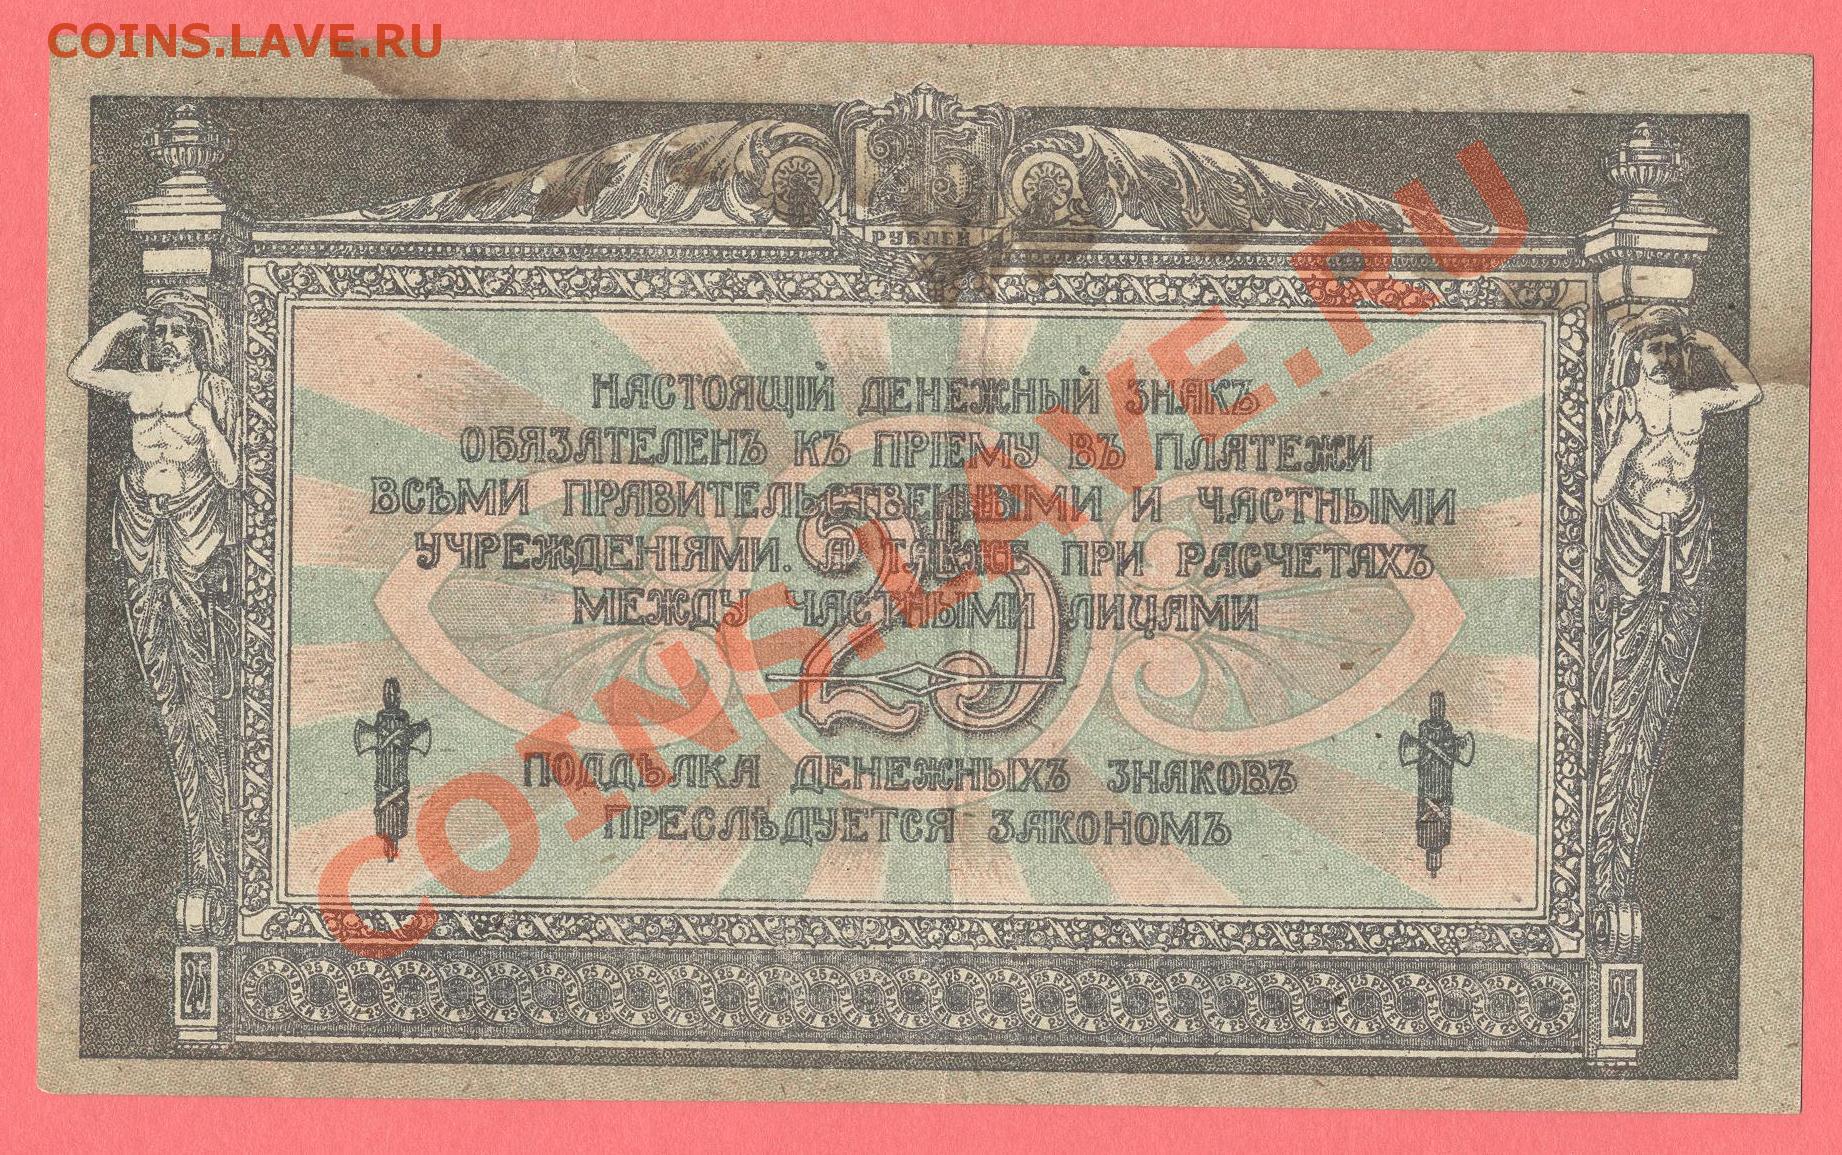 COINS.LAVE.RU
25
РУБЛЕЙ
НАСТОЯЩІЙ ДЕНЕЖНЫЙ ЗНАКЪ
ОБЯЗАТЕЛЕНЪ КЪ ПРІЕМУ ВЪ ПЛАТЕЖИ
ВСѢМИ ПРАВИТЕЛЬСТВЕННЫМИ И ЧАСТНЫМИ
УЧРЕЖДЕНІЯМИ. А ТАКЖЕ ПРИ РАСЧЕТАХЪ
МЕЖДУ ЧАСТНЫМИ ЛИЦАМИ
25
ПОДДѢЛКА ДЕНЕЖНЫХЪ ЗНАКОВЪ
ПРЕСЛѢДУЕТСЯ ЗАКОНОМЪ
COINS.LAVE.RU
25 25